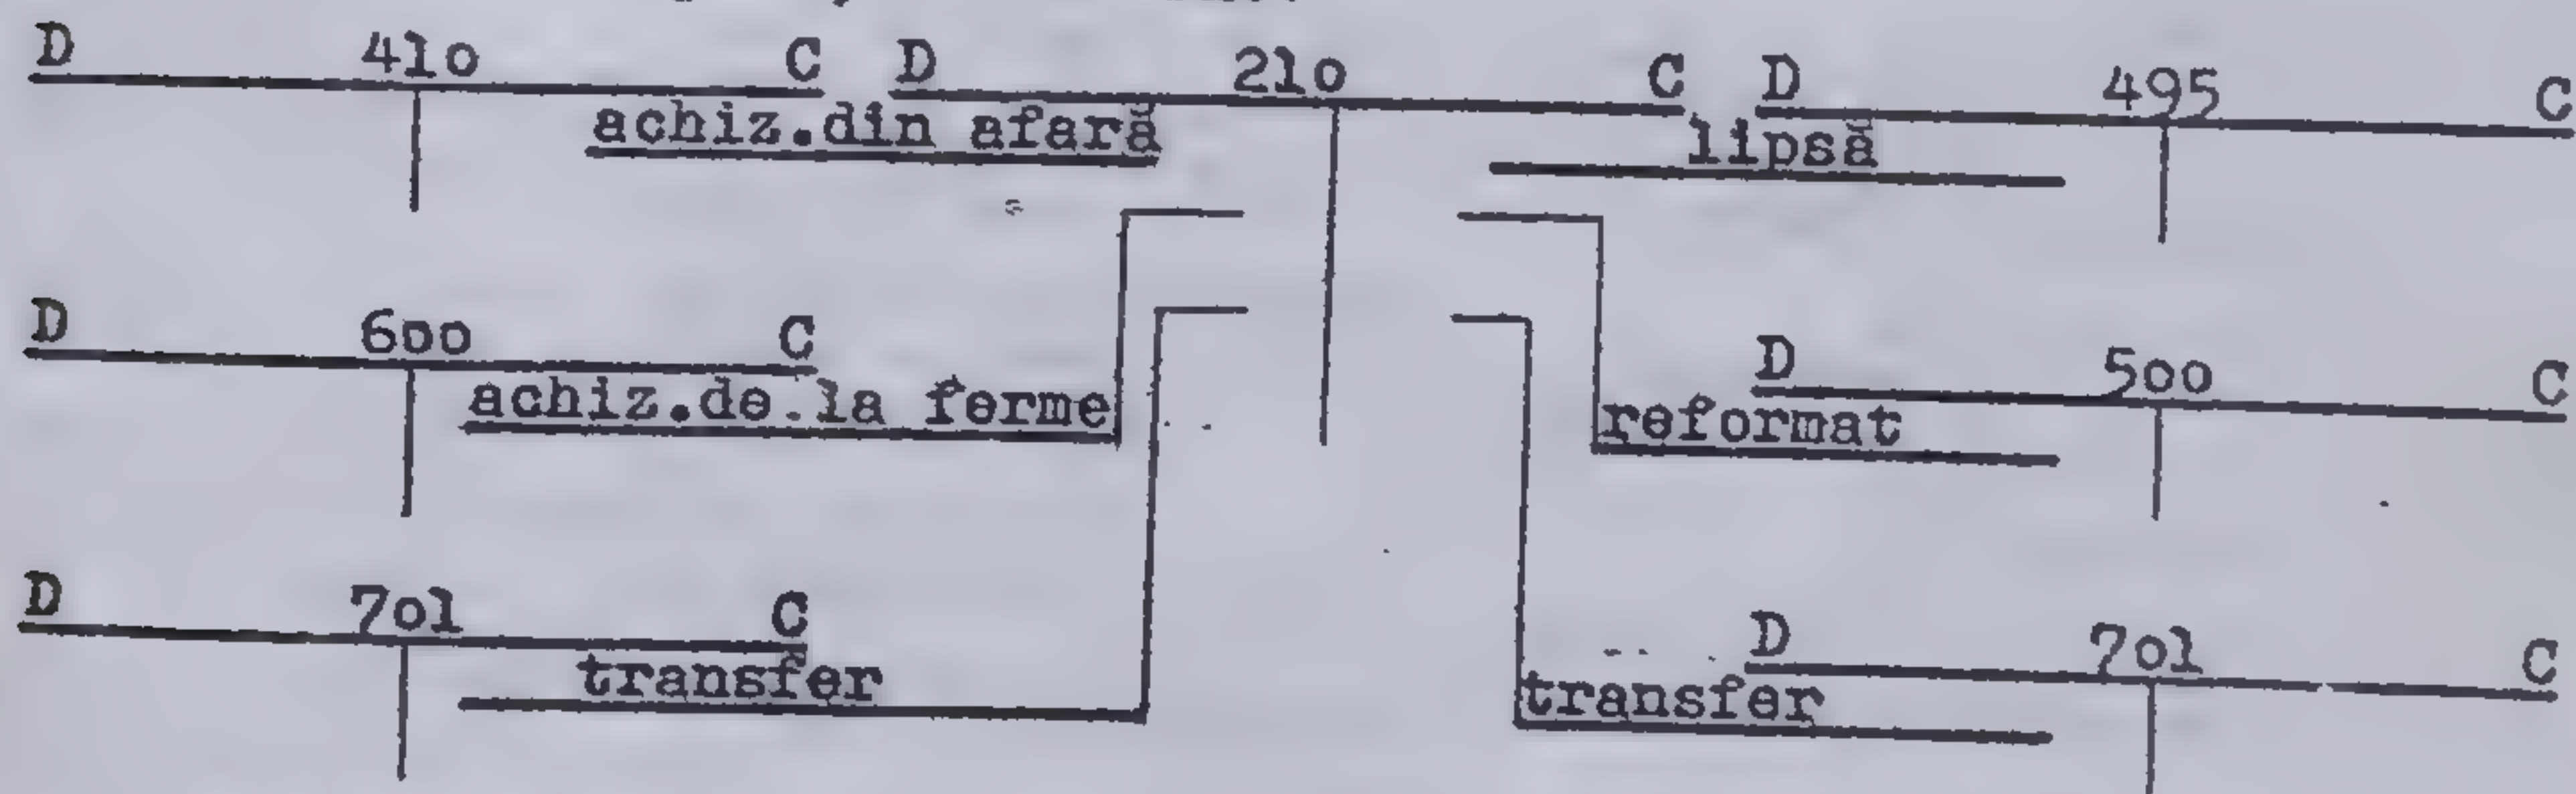 D 41o C D 21o C D 495 C
achiz.din afară lipsă
D 6oo C D 5oo C
achiz.de la ferme reformat
D 7ol C D 7ol C
transfer transfer